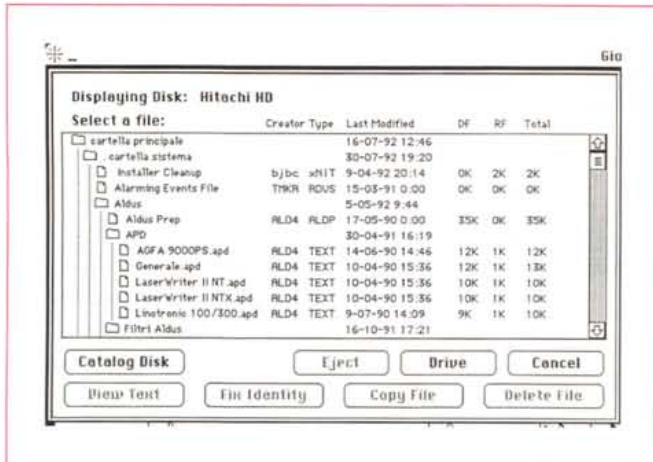 Gio
Displaying Disk: Hitachi HD
Select a file: Creator Type Last Modified DF RF Total
cartella principale 16-07-92 12:46
. cartella sistema 30-07-92 19:20
Installer Cleanup bjbc xNIT 9-04-92 20:14 0K 2K 2K
Alarming Events File TMKR RDVS 15-03-91 0:00 0K 0K 0K
Aldus 5-05-92 9:44
Aldus Prep ALD4 ALDP 17-05-90 0:00 35K 0K 35K
APD 30-04-91 16:19
AGFA 9000PS.apd ALD4 TEXT 14-06-90 14:46 12K 1K 12K
Generale.apd ALD4 TEXT 10-04-90 15:36 12K 1K 13K
LaserWriter II NT.apd ALD4 TEXT 10-04-90 15:36 10K 1K 10K
LaserWriter II NTX.apd ALD4 TEXT 10-04-90 15:36 10K 1K 10K
Linotronic 100/300.apd ALD4 TEXT 9-07-90 14:09 9K 1K 10K
Filtri Aldus 16-10-91 17:21
Catalog Disk Eject Drive Cancel
View Text Fix Identity Copy File Delete File